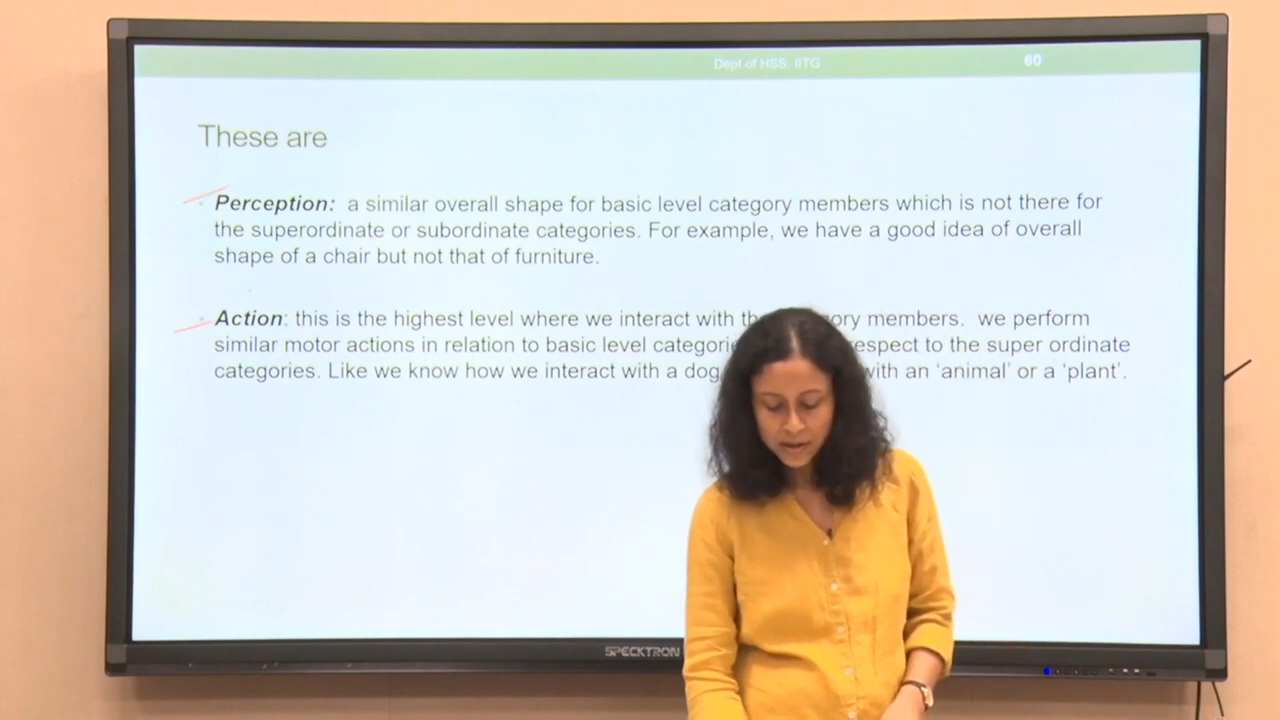 Dept of HSS, IITG 60
These are
Perception: a similar overall shape for basic level category members which is not there for
the superordinate or subordinate categories. For example, we have a good idea of overall
shape of a chair but not that of furniture.
Action: this is the highest level where we interact with members. we perform
similar motor actions in relation to basic level respect to the super ordinate
categories. Like we know how we interact with a dog with an ‘animal’ or a ‘plant’.
SPECKTRON